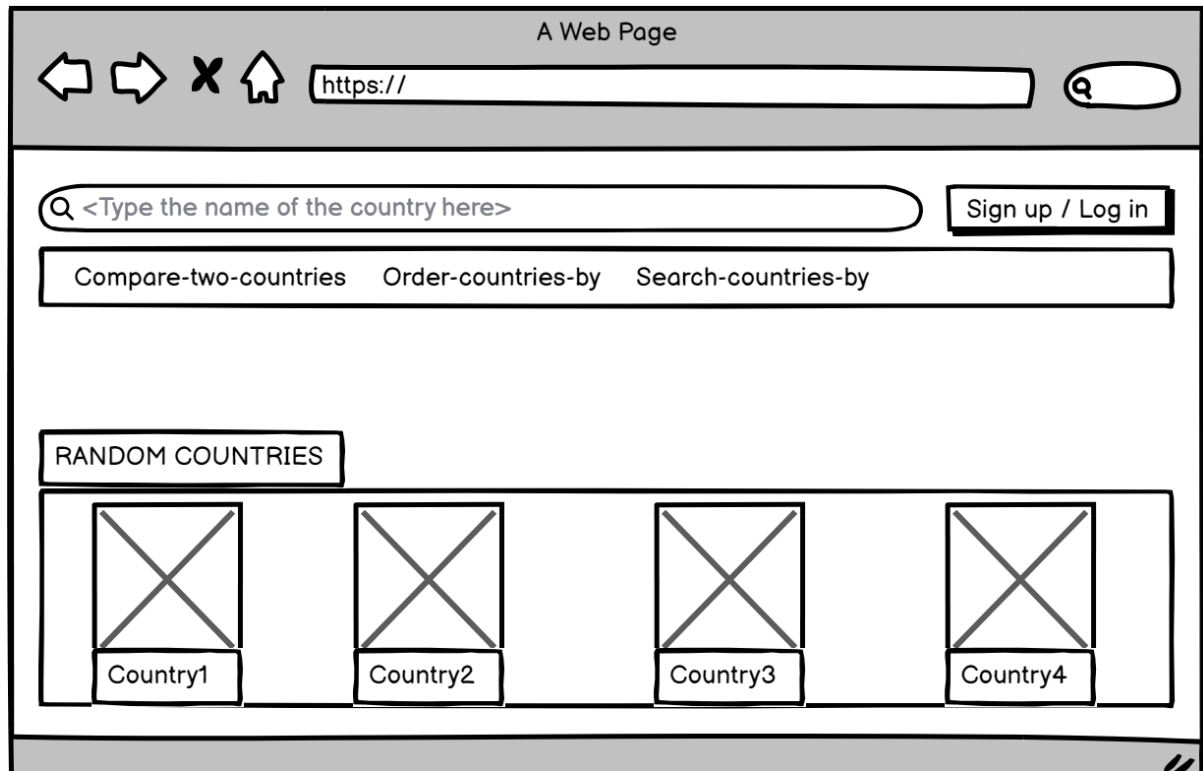 A Web Page
https://
<Type the name of the country here>
Sign up / Log in
Compare-two-countries Order-countries-by Search-countries-by
RANDOM COUNTRIES
Country1 Country2 Country3 Country4